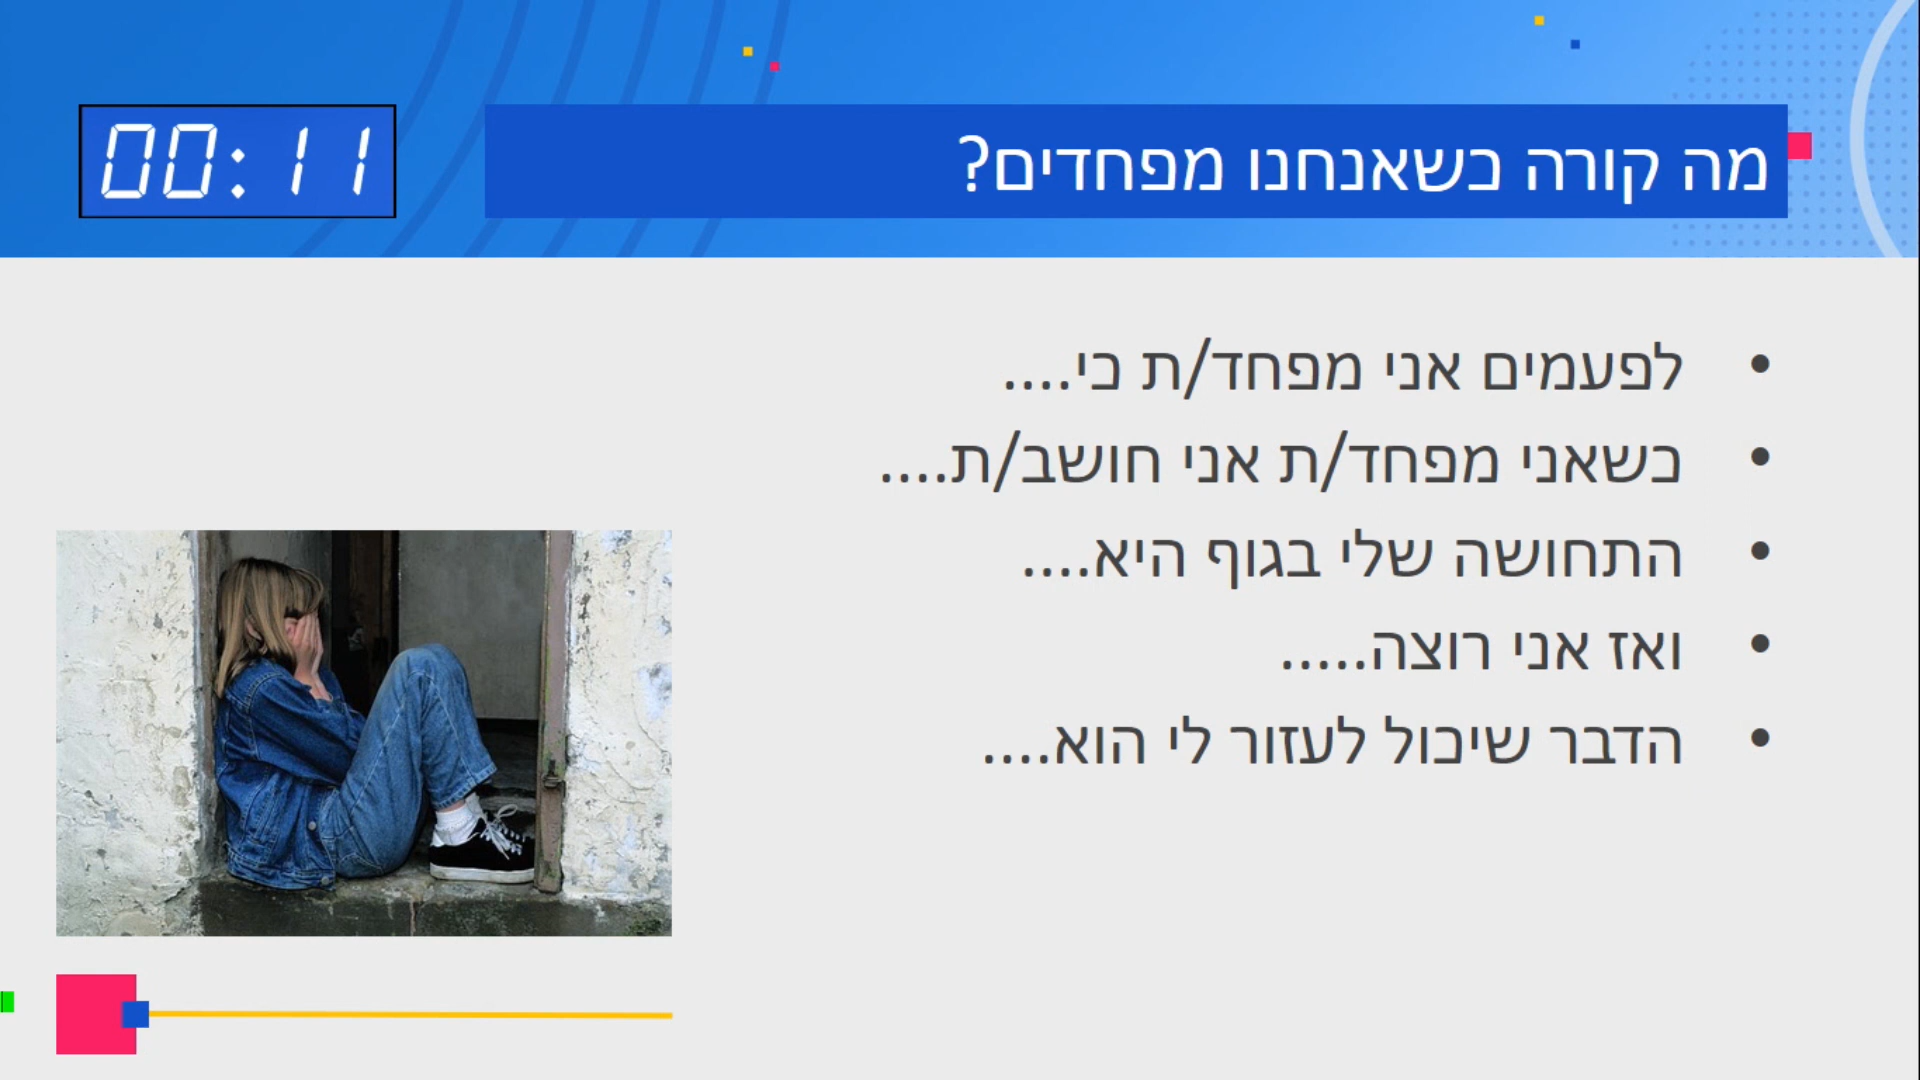 מה קורה כשאנחנו מפחדים?
00:11
לפעמים אני מפחד/ת כי....
כשאני מפחד/ת אני חושב/ת....
התחושה שלי בגוף היא....
ואז אני רוצה.....
הדבר שיכול לעזור לי הוא....